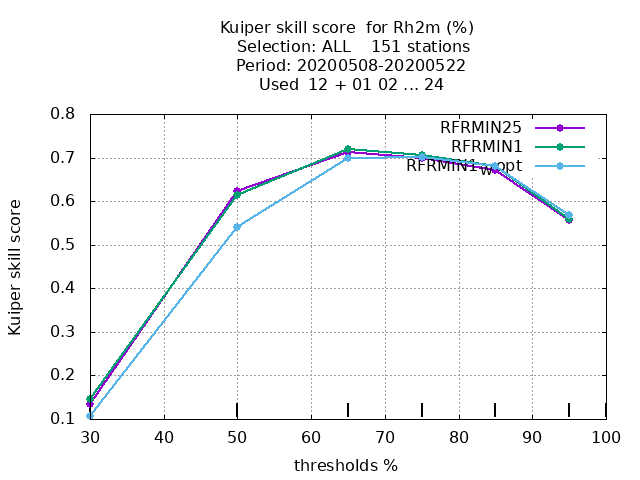 Kuiper skill score  for Rh2m (%)
Selection: ALL    151 stations
Period: 20200508-20200522
Used  12 + 01 02 ... 24
RFRMIN25
RFRMIN1
RFRMIN1wopt
Kuiper skill score
0.8
0.7
0.6
0.5
0.4
0.3
0.2
0.1
30 40 50 60 70 80 90 100
thresholds %